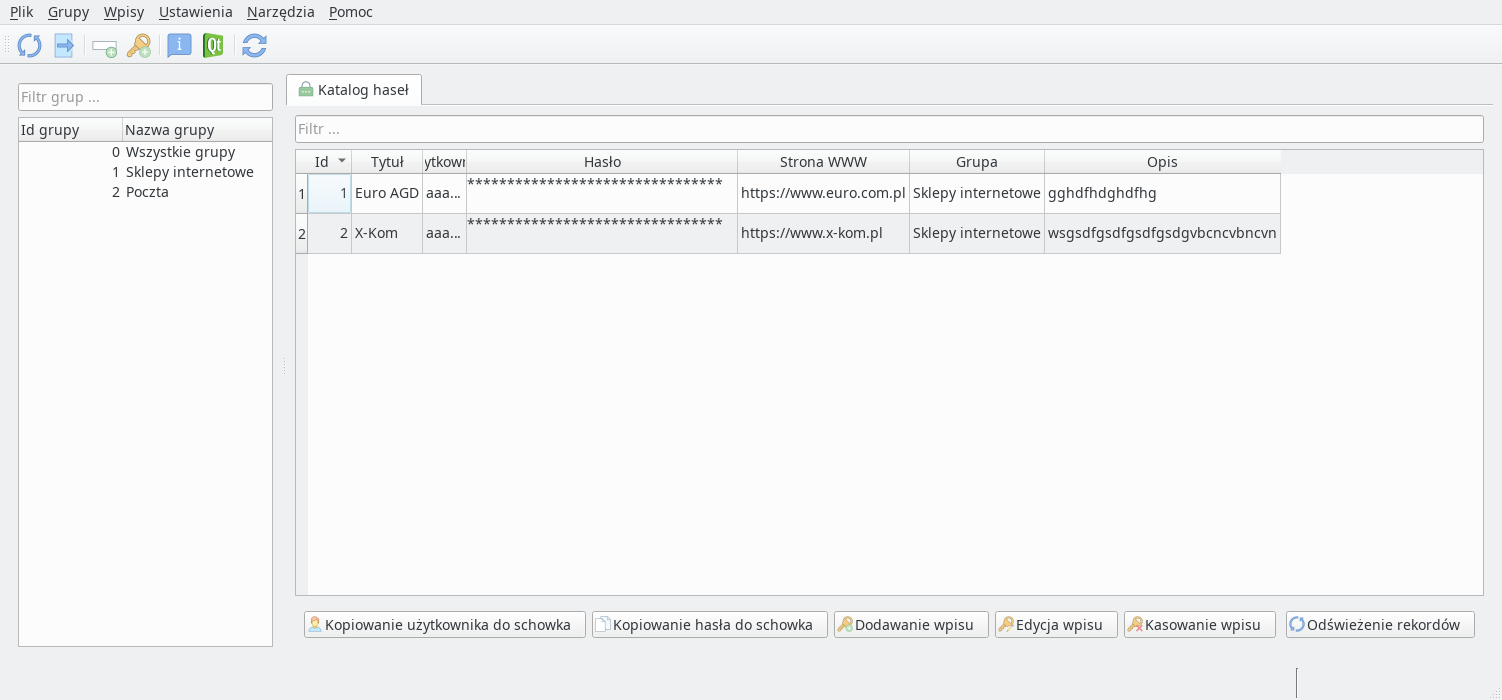 Plik Grupy Wpisy Ustawienia Narzędzia Pomoc
Qt
Filtr grup ...
Id grupy Nazwa grupy
0 Wszystkie grupy
1 Sklepy internetowe
2 Poczta
Katalog haseł
Filtr ...
Id Tytuł ytkown Hasło Strona WWW Grupa Opis
1 1 Euro AGD aaa... ******************************** https://www.euro.com.pl Sklepy internetowe gghdfhdghdfhg
2 2 X-Kom aaa... ******************************** https://www.x-kom.pl Sklepy internetowe wsgsdfgsdfgsdfgsdgvbcncvbncvn
Kopiowanie użytkownika do schowka Kopiowanie hasła do schowka Dodawanie wpisu Edycja wpisu Kasowanie wpisu Odświeżenie rekordów